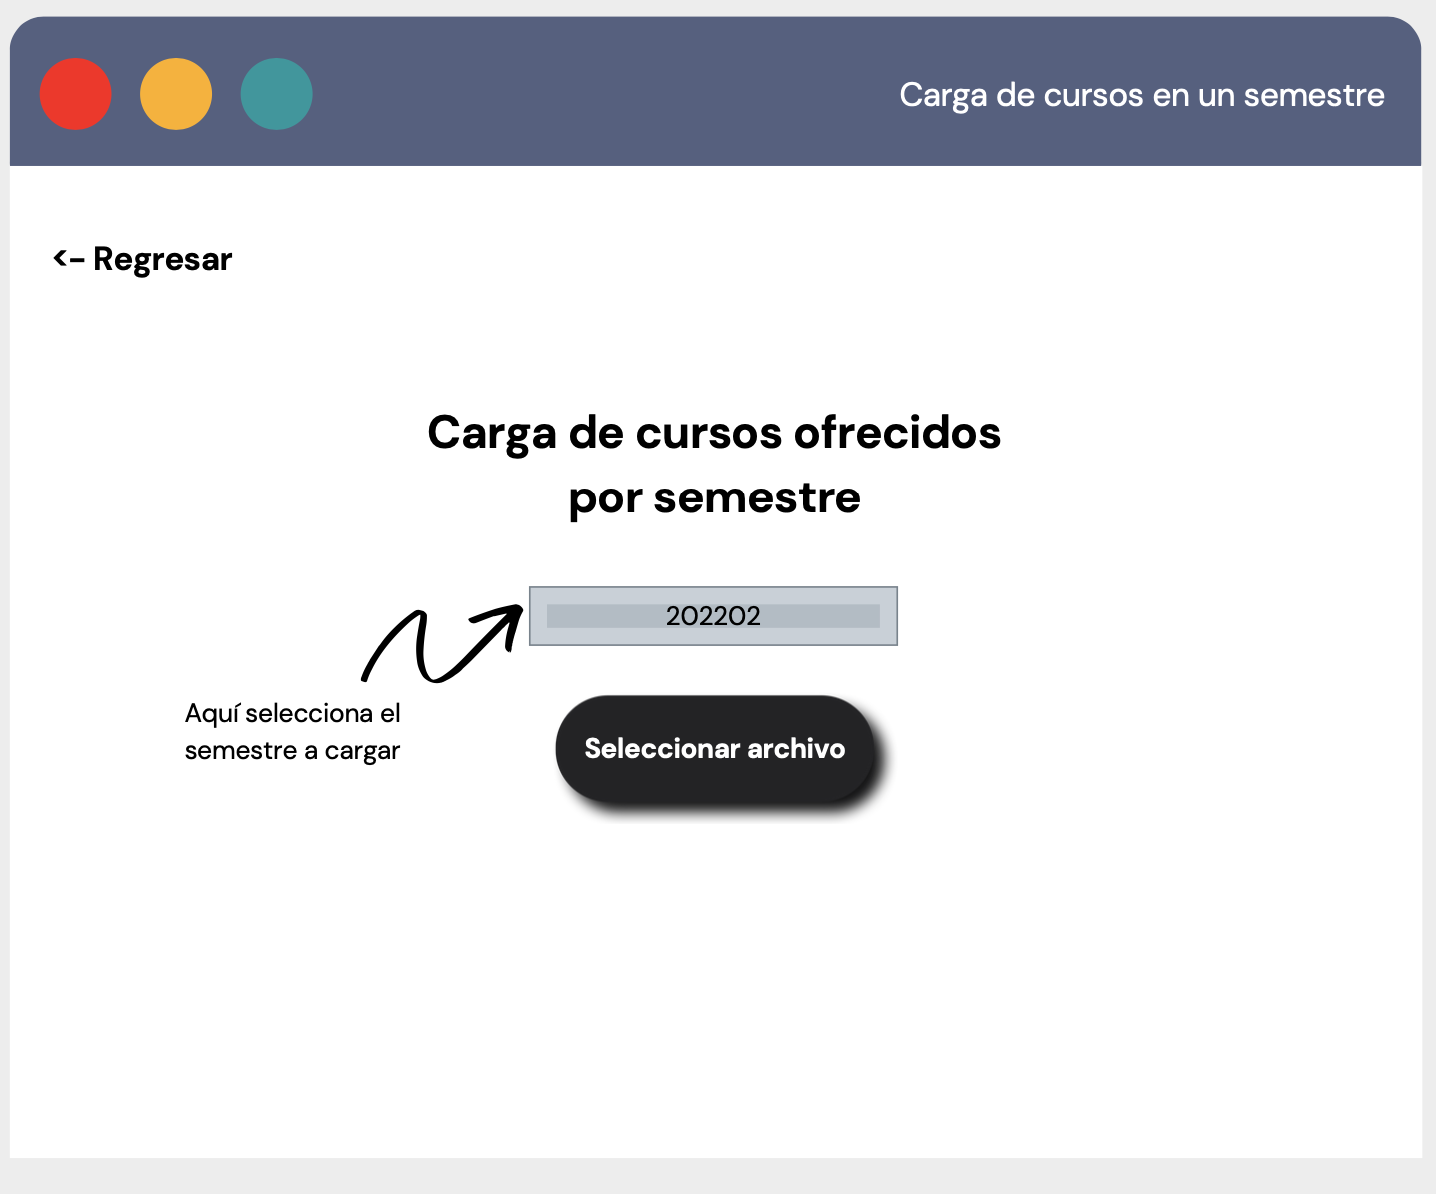 Carga de cursos en un semestre
<- Regresar
Carga de cursos ofrecidos
por semestre
202202
Aquí selecciona el
semestre a cargar
Seleccionar archivo